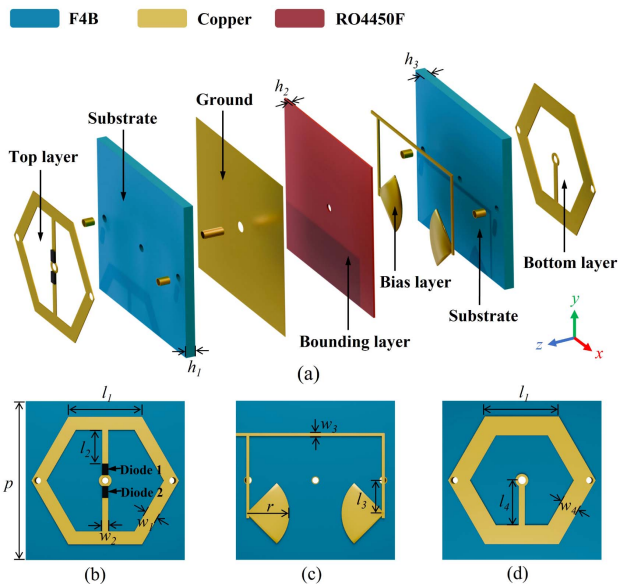 F4B Copper RO4450F
h3
h2
Ground
Substrate
Top layer
Bias layer
Bottom layer
Substrate
Bounding layer
h1
y
z
x
(a)
l1
l1
w3
l2
Diode 1
p
l3
Diode 2
r
l4
w4
w1
w2
(b) (c) (d)